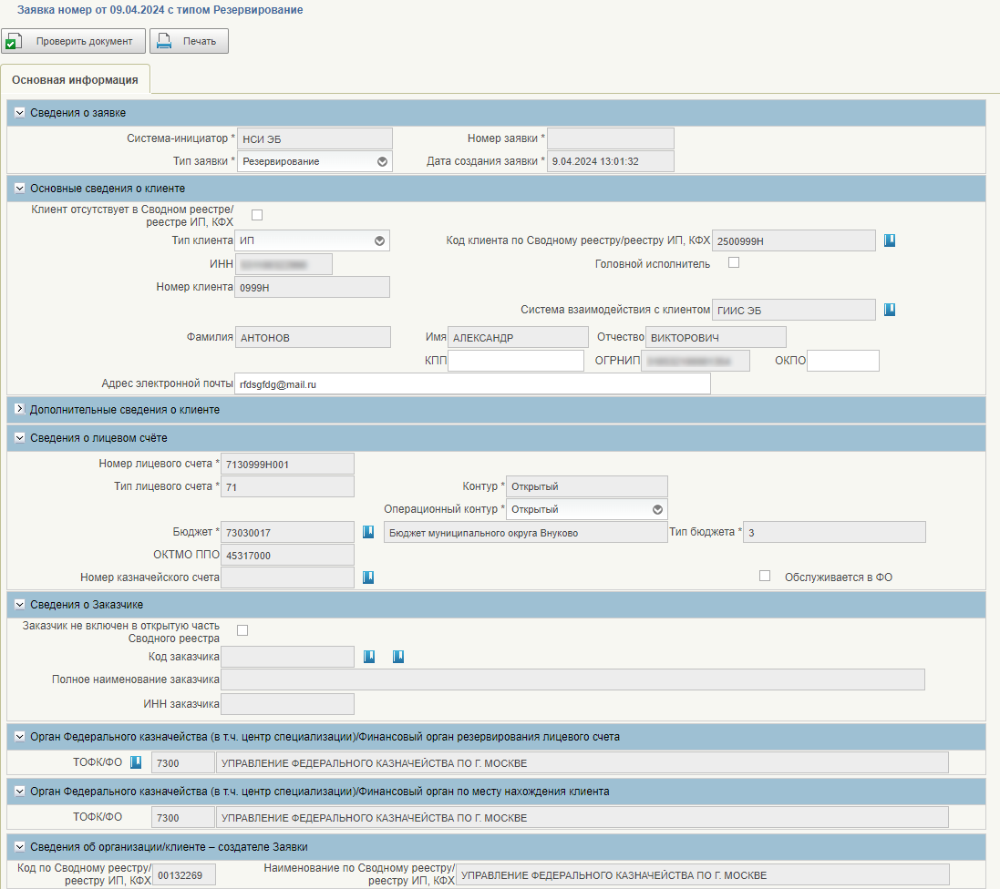 Заявка номер от 09.04.2024 с типом Резервирование
Проверить документ Печать
Основная информация
Сведения о заявке
Система-инициатор * НСИ ЭБ Номер заявки *
Тип заявки * Резервирование Дата создания заявки * 9.04.2024 13:01:32
Основные сведения о клиенте
Клиент отсутствует в Сводном реестре/
реестре ИП, КФХ
Тип клиента ИП Код клиента по Сводному реестру/реестру ИП, КФХ 2500999Н
ИНН Головной исполнитель
Номер клиента 0999Н
Система взаимодействия с клиентом ГИИС ЭБ
Фамилия АНТОНОВ Имя АЛЕКСАНДР Отчество ВИКТОРОВИЧ
КПП ОГРНИП ОКПО
Адрес электронной почты rfdsgfdg@mail.ru
Дополнительные сведения о клиенте
Сведения о лицевом счёте
Номер лицевого счета * 7130999Н001
Тип лицевого счета * 71 Контур * Открытый
Операционный контур * Открытый
Бюджет * 73030017 Бюджет муниципального округа Внуково Тип бюджета * 3
ОКТМО ППО 45317000
Номер казначейского счета Обслуживается в ФО
Сведения о Заказчике
Заказчик не включен в открытую часть
Сводного реестра
Код заказчика
Полное наименование заказчика
ИНН заказчика
Орган Федерального казначейства (в т.ч. центр специализации)/Финансовый орган резервирования лицевого счета
ТОФК/ФО 7300 УПРАВЛЕНИЕ ФЕДЕРАЛЬНОГО КАЗНАЧЕЙСТВА ПО Г. МОСКВЕ
Орган Федерального казначейства (в т.ч. центр специализации)/Финансовый орган по месту нахождения клиента
ТОФК/ФО 7300 УПРАВЛЕНИЕ ФЕДЕРАЛЬНОГО КАЗНАЧЕЙСТВА ПО Г. МОСКВЕ
Сведения об организации/клиенте – создателе Заявки
Код по Сводному реестру/ Наименование по Сводному реестру/
реестру ИП, КФХ 00132269 реестру ИП, КФХ УПРАВЛЕНИЕ ФЕДЕРАЛЬНОГО КАЗНАЧЕЙСТВА ПО Г. МОСКВЕ